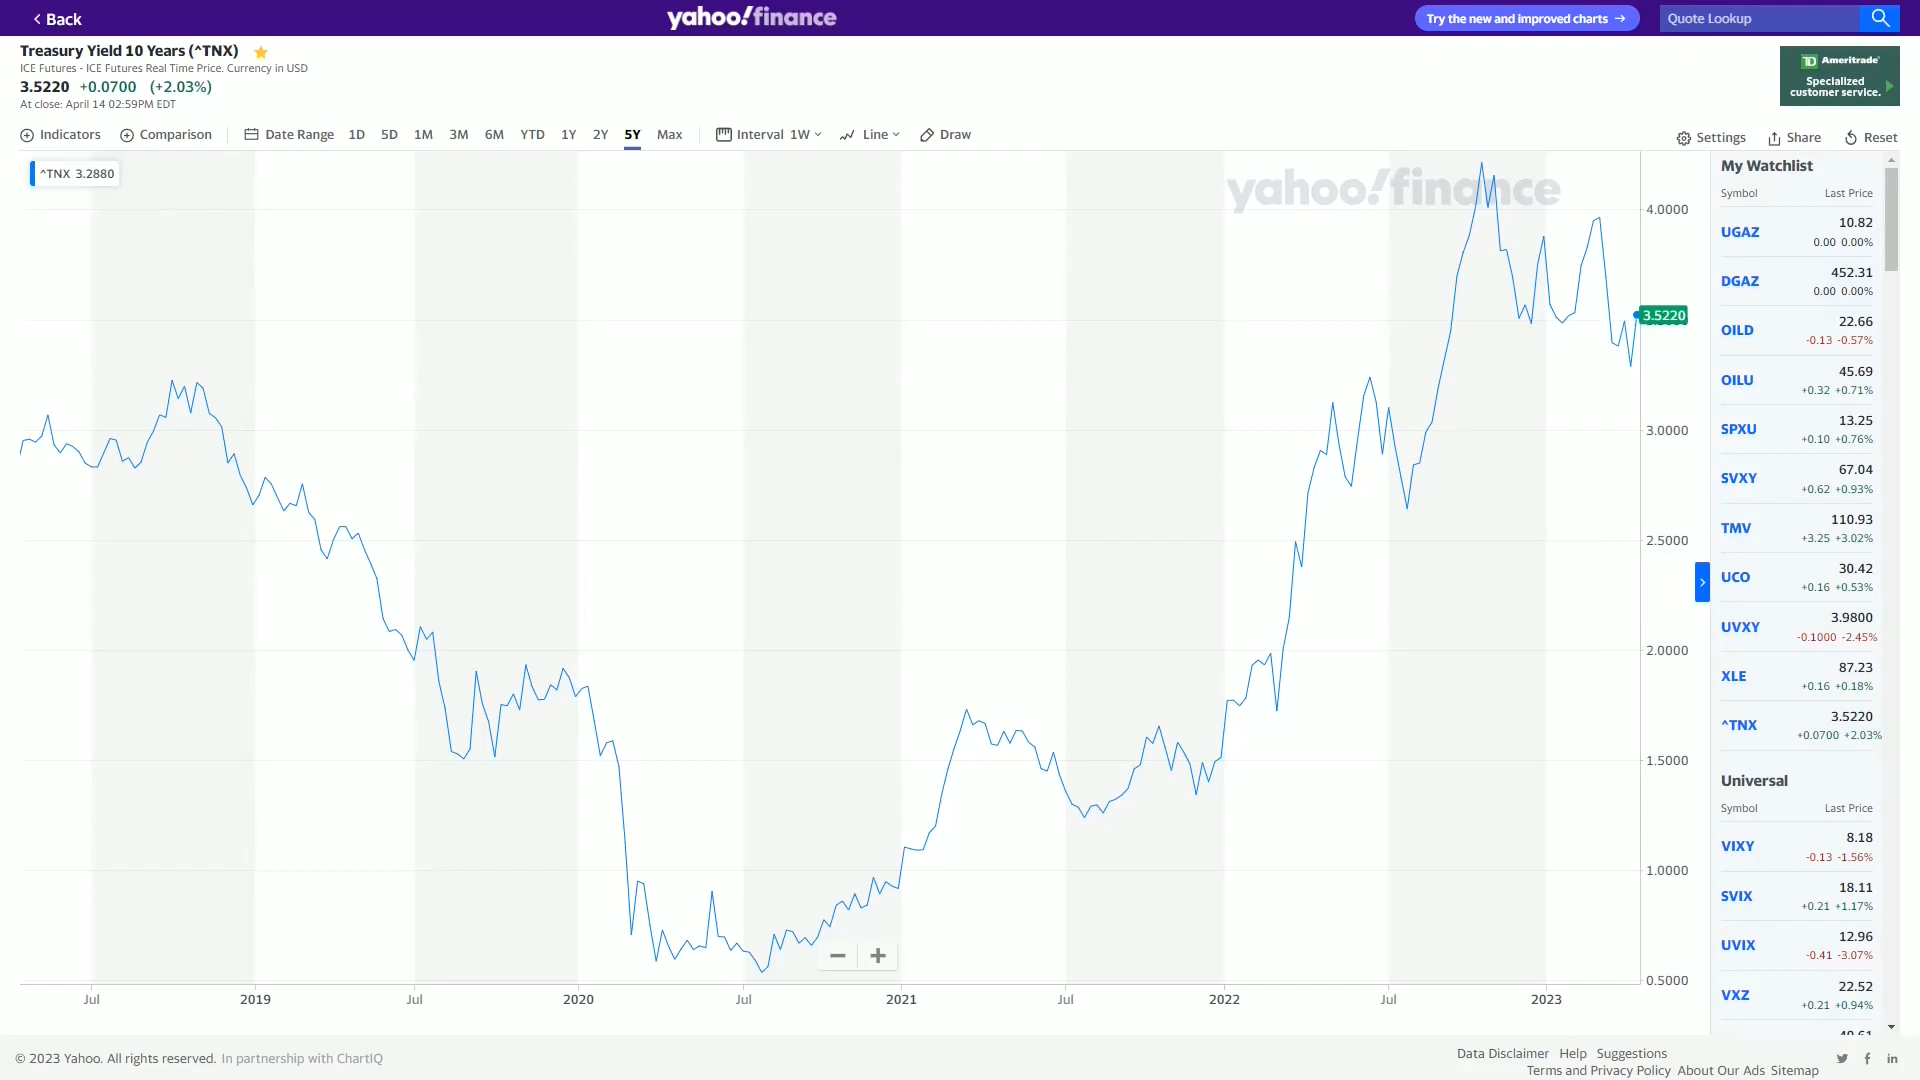 Back
yahoo!finance
Try the new and improved charts →
Quote Lookup
Treasury Yield 10 Years (^TNX)
ICE Futures - ICE Futures Real Time Price. Currency in USD
3.5220 +0.0700 (+2.03%)
At close: April 14 02:59PM EDT
TD Ameritrade
Specialized
customer service.
Indicators Comparison Date Range 1D 5D 1M 3M 6M YTD 1Y 2Y 5Y Max Interval 1W Line Draw
Settings Share Reset
^TNX 3.2880
yahoo!finance
4.0000
3.5220
3.0000
2.5000
2.0000
1.5000
1.0000
0.5000
Jul 2019 Jul 2020 Jul 2021 Jul 2022 Jul 2023
My Watchlist
Symbol Last Price
UGAZ 10.82
0.00 0.00%
DGAZ 452.31
0.00 0.00%
OILD 22.66
-0.13 -0.57%
OILU 45.69
+0.32 +0.71%
SPXU 13.25
+0.10 +0.76%
SVXY 67.04
+0.62 +0.93%
TMV 110.93
+3.25 +3.02%
UCO 30.42
+0.16 +0.53%
UVXY 3.9800
-0.1000 -2.45%
XLE 87.23
+0.16 +0.18%
^TNX 3.5220
+0.0700 +2.03%
Universal
Symbol Last Price
VIXY 8.18
-0.13 -1.56%
SVIX 18.11
+0.21 +1.17%
UVIX 12.96
-0.41 -3.07%
VXZ 22.52
+0.21 +0.94%
© 2023 Yahoo. All rights reserved. In partnership with ChartIQ
Data Disclaimer Help Suggestions
Terms and Privacy Policy About Our Ads Sitemap